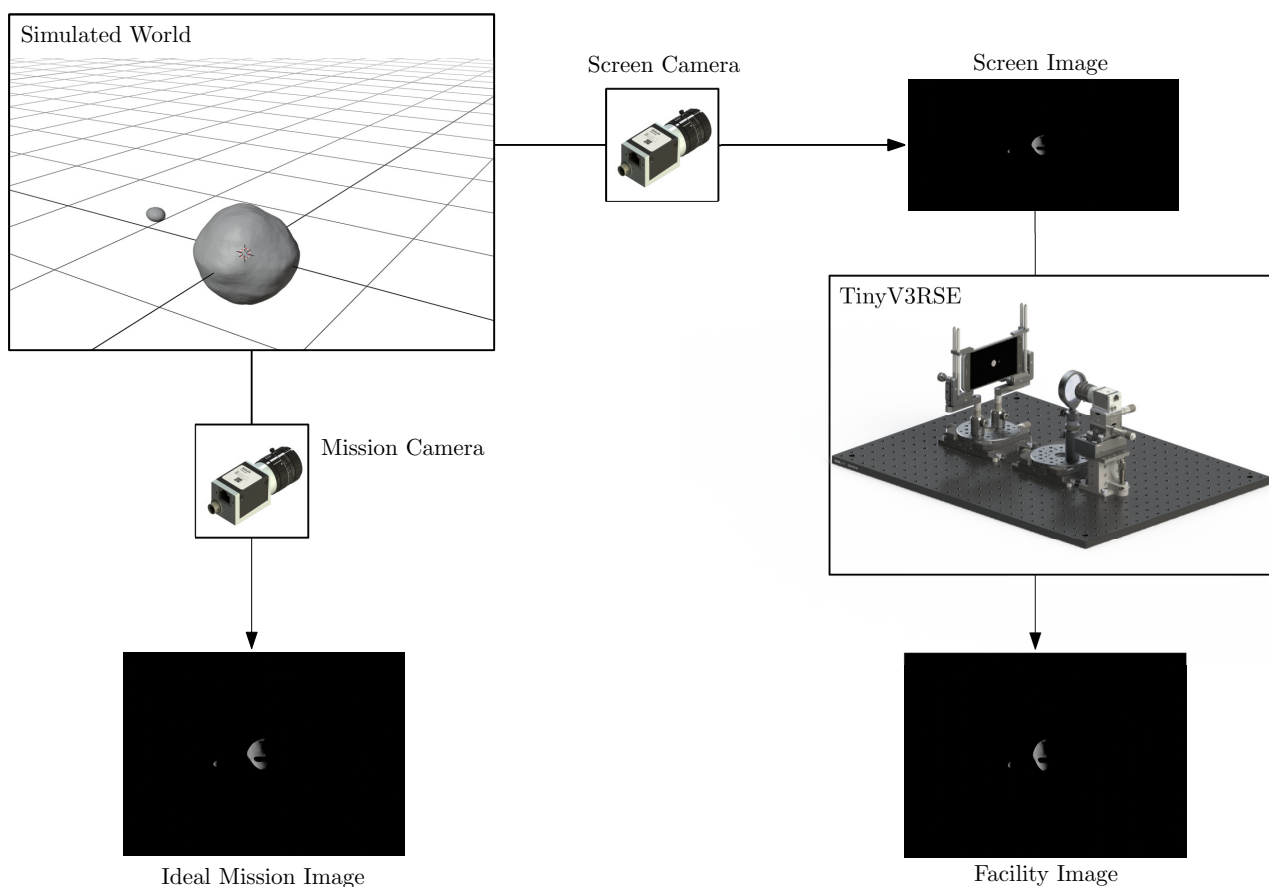 Simulated World
Screen Camera
Screen Image
TinyV3RSE
Mission Camera
Ideal Mission Image
Facility Image